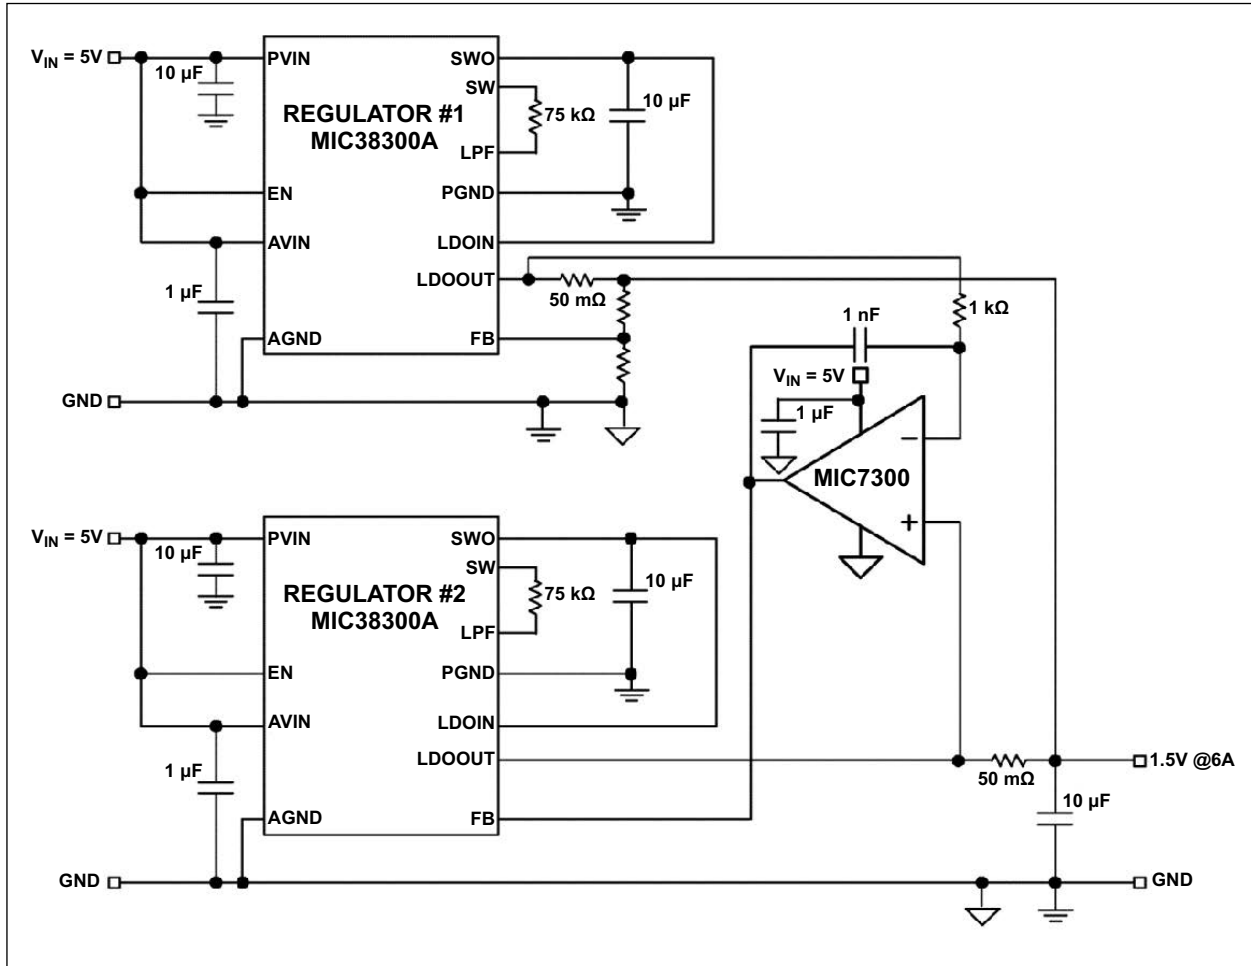 V_IN = 5V
10 µF
PVIN
REGULATOR #1
MIC38300A
SWO
SW
75 kΩ
10 µF
LPF
EN
PGND
AVIN
LDOIN
1 µF
LDOOUT
50 mΩ
1 kΩ
AGND
FB
1 nF
V_IN = 5V
GND
1 µF
−
MIC7300
+
V_IN = 5V
10 µF
PVIN
REGULATOR #2
MIC38300A
SWO
SW
75 kΩ
10 µF
LPF
EN
PGND
AVIN
LDOIN
1 µF
LDOOUT
50 mΩ
1.5V @6A
10 µF
AGND
FB
GND
GND